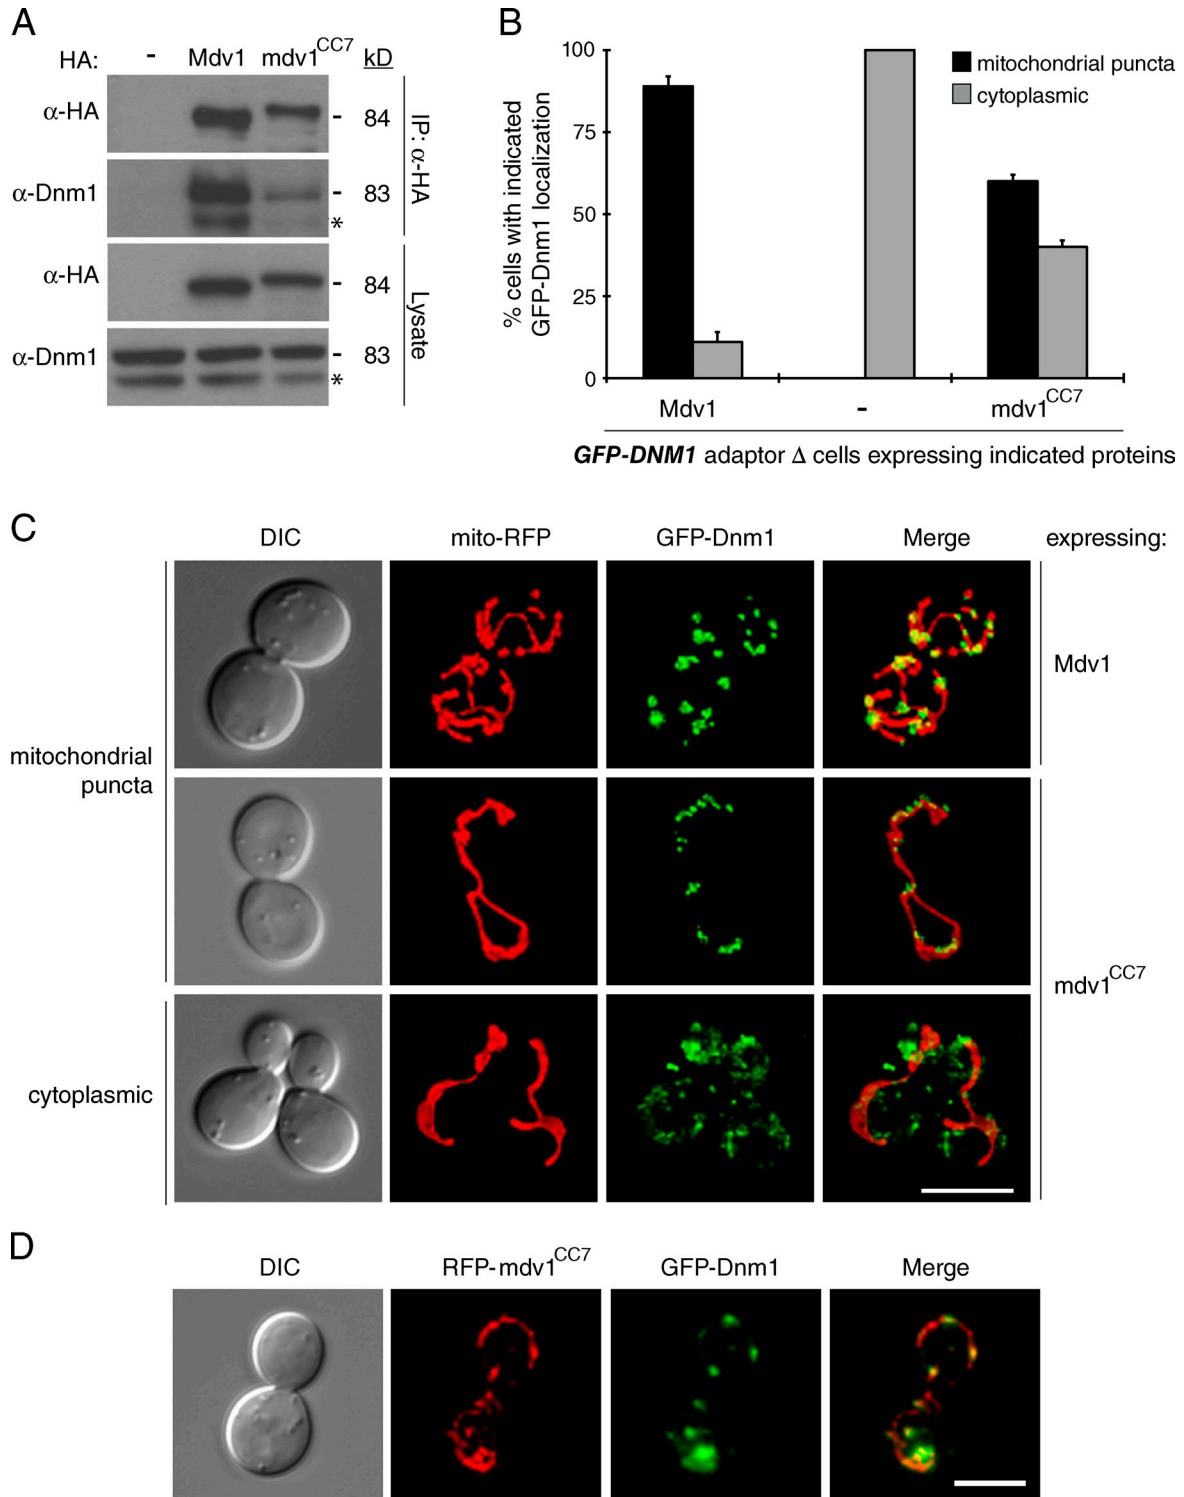 A
HA: - Mdv1 mdv1CC7 kD
α-HA - 84
α-Dnm1 - 83
*
IP: α-HA
α-HA - 84
α-Dnm1 - 83
*
Lysate
B
% cells with indicated
GFP-Dnm1 localization
100
75
50
25
0
mitochondrial puncta
cytoplasmic
Mdv1 - mdv1CC7
GFP-DNM1 adaptor Δ cells expressing indicated proteins
C
DIC mito-RFP GFP-Dnm1 Merge expressing:
mitochondrial
puncta
Mdv1
mdv1CC7
cytoplasmic
D
DIC RFP-mdv1CC7 GFP-Dnm1 Merge